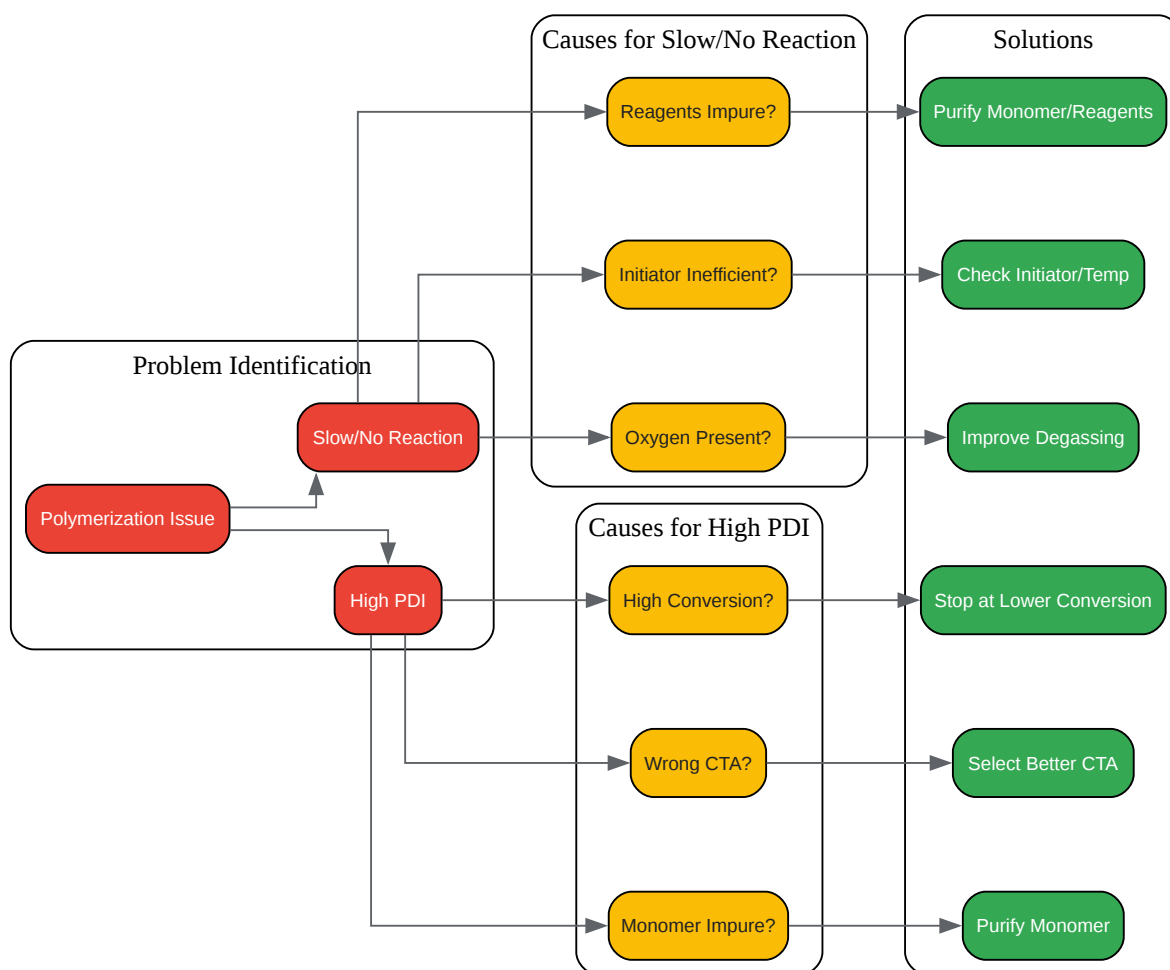 Causes for Slow/No Reaction
Solutions
Reagents Impure?
Purify Monomer/Reagents
Initiator Inefficient?
Check Initiator/Temp
Problem Identification
Slow/No Reaction
Oxygen Present?
Improve Degassing
Polymerization Issue
Causes for High PDI
High PDI
High Conversion?
Stop at Lower Conversion
Wrong CTA?
Select Better CTA
Monomer Impure?
Purify Monomer